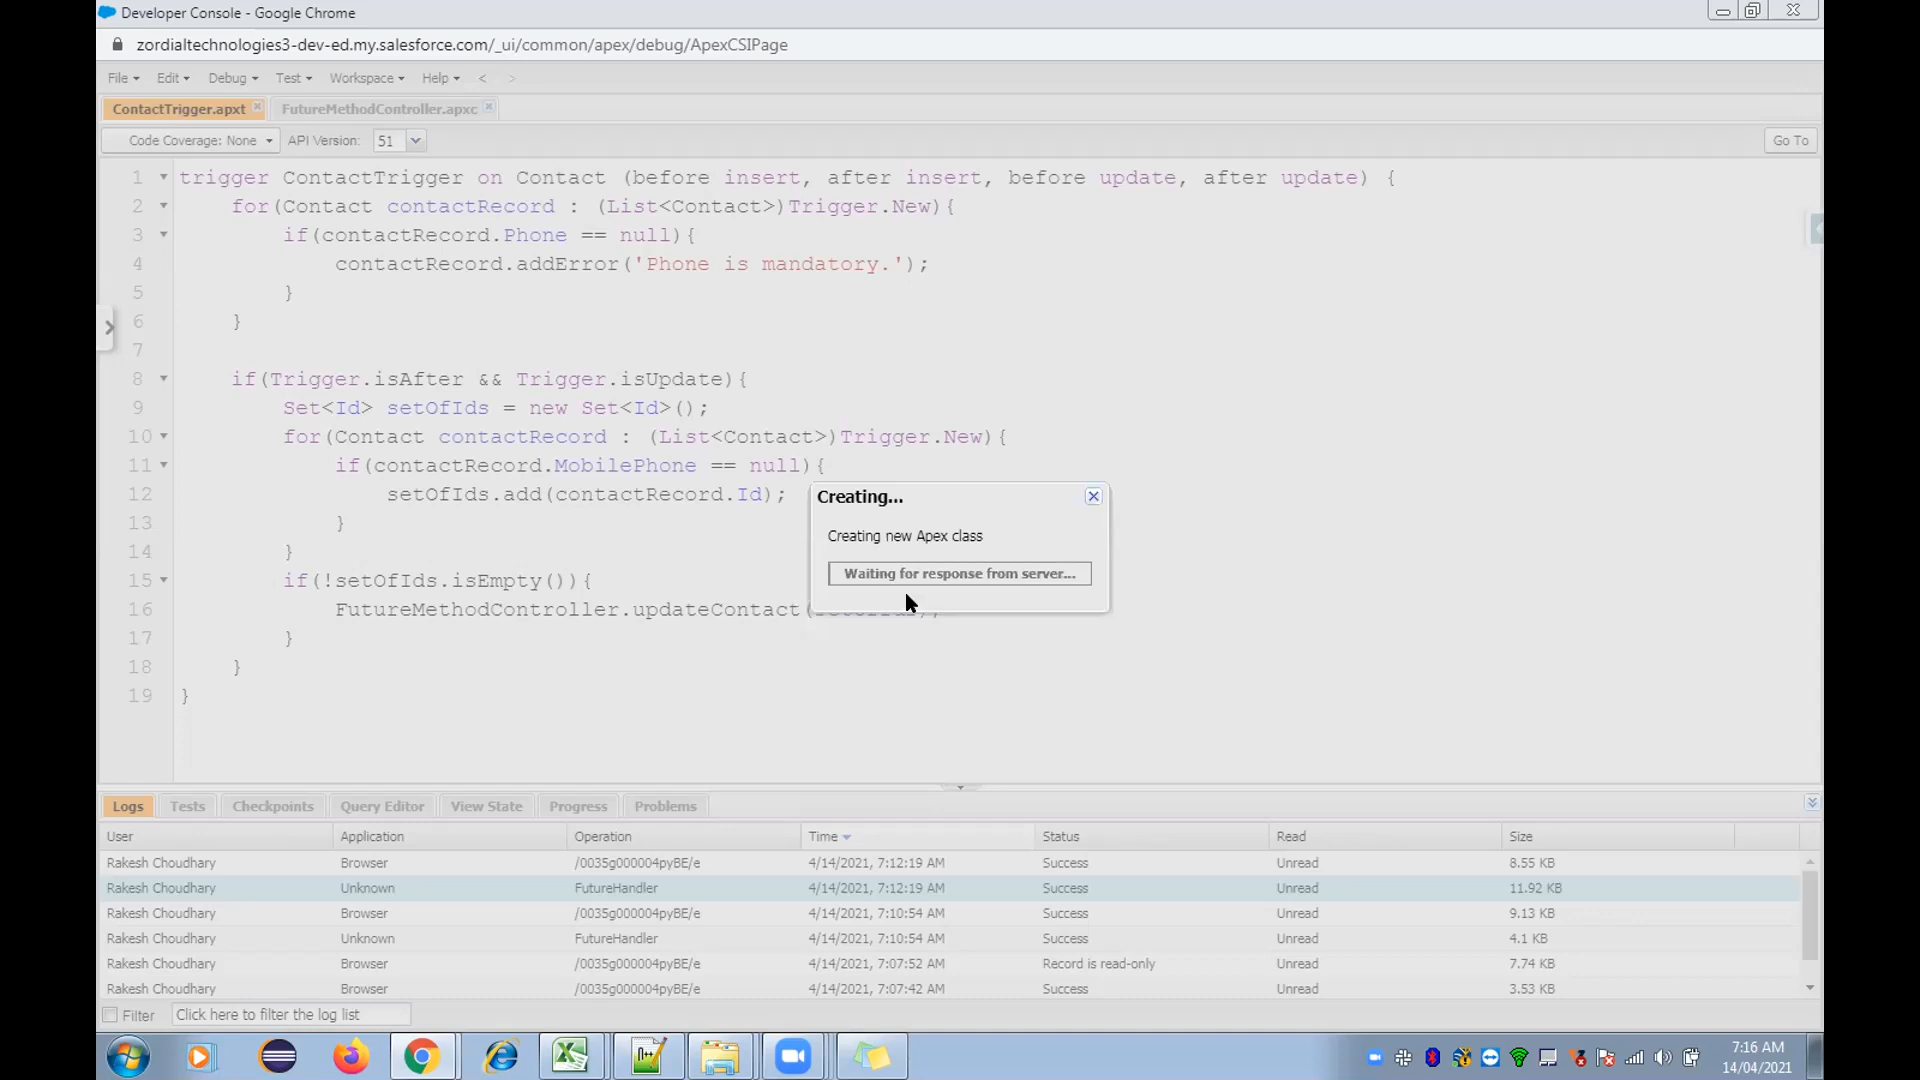 Developer Console - Google Chrome
zordialtechnologies3-dev-ed.my.salesforce.com/_ui/common/apex/debug/ApexCSIPage
File Edit Debug Test Workspace Help < >
ContactTrigger.apxt FutureMethodController.apxc
Code Coverage: None API Version: 51 Go To
1 trigger ContactTrigger on Contact (before insert, after insert, before update, after update) {
2 for(Contact contactRecord : (List<Contact>)Trigger.New){
3 if(contactRecord.Phone == null){
4 contactRecord.addError('Phone is mandatory.');
5 }
6 }
7
8 if(Trigger.isAfter && Trigger.isUpdate){
9 Set<Id> setOfIds = new Set<Id>();
10 for(Contact contactRecord : (List<Contact>)Trigger.New){
11 if(contactRecord.MobilePhone == null){
12 setOfIds.add(contactRecord.Id);
13 }
14 }
15 if(!setOfIds.isEmpty()){
16 FutureMethodController.updateContact(
17 }
18 }
19 }
Creating...
Creating new Apex class
Waiting for response from server...
Logs Tests Checkpoints Query Editor View State Progress Problems
User Application Operation Time Status Read Size
Rakesh Choudhary Browser /0035g000004pyBE/e 4/14/2021, 7:12:19 AM Success Unread 8.55 KB
Rakesh Choudhary Unknown FutureHandler 4/14/2021, 7:12:19 AM Success Unread 11.92 KB
Rakesh Choudhary Browser /0035g000004pyBE/e 4/14/2021, 7:10:54 AM Success Unread 9.13 KB
Rakesh Choudhary Unknown FutureHandler 4/14/2021, 7:10:54 AM Success Unread 4.1 KB
Rakesh Choudhary Browser /0035g000004pyBE/e 4/14/2021, 7:07:52 AM Record is read-only Unread 7.74 KB
Rakesh Choudhary Browser /0035g000004pyBE/e 4/14/2021, 7:07:42 AM Success Unread 3.53 KB
Filter Click here to filter the log list
7:16 AM
14/04/2021